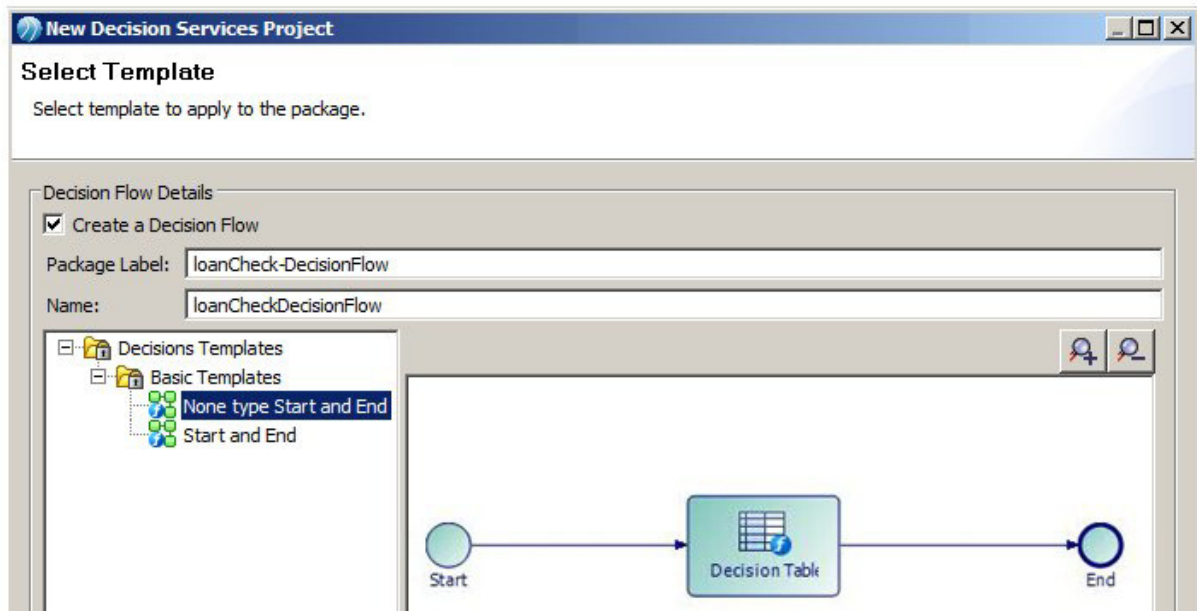 New Decision Services Project
Select Template
Select template to apply to the package.
Decision Flow Details
Create a Decision Flow
Package Label: loanCheck-DecisionFlow
Name: loanCheckDecisionFlow
Decisions Templates
Basic Templates
None type Start and End
Start and End
Start
Decision Table
End